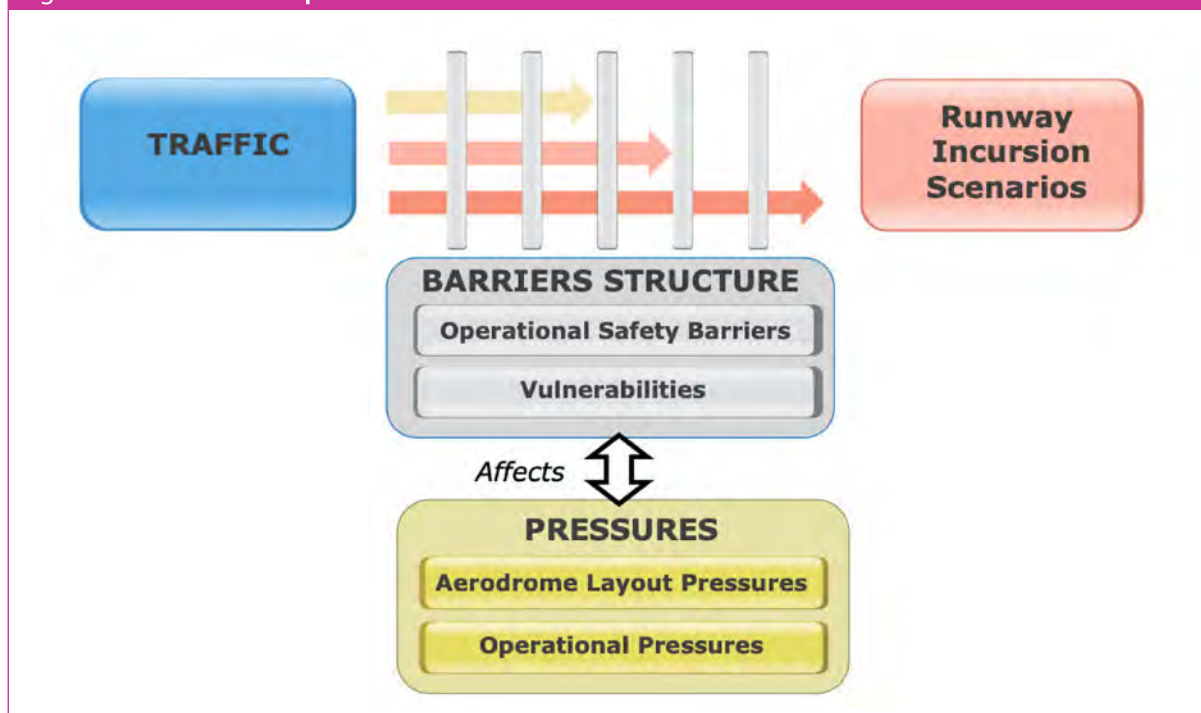 TRAFFIC
Runway
Incursion
Scenarios
BARRIERS STRUCTURE
Operational Safety Barriers
Vulnerabilities
Affects
PRESSURES
Aerodrome Layout Pressures
Operational Pressures